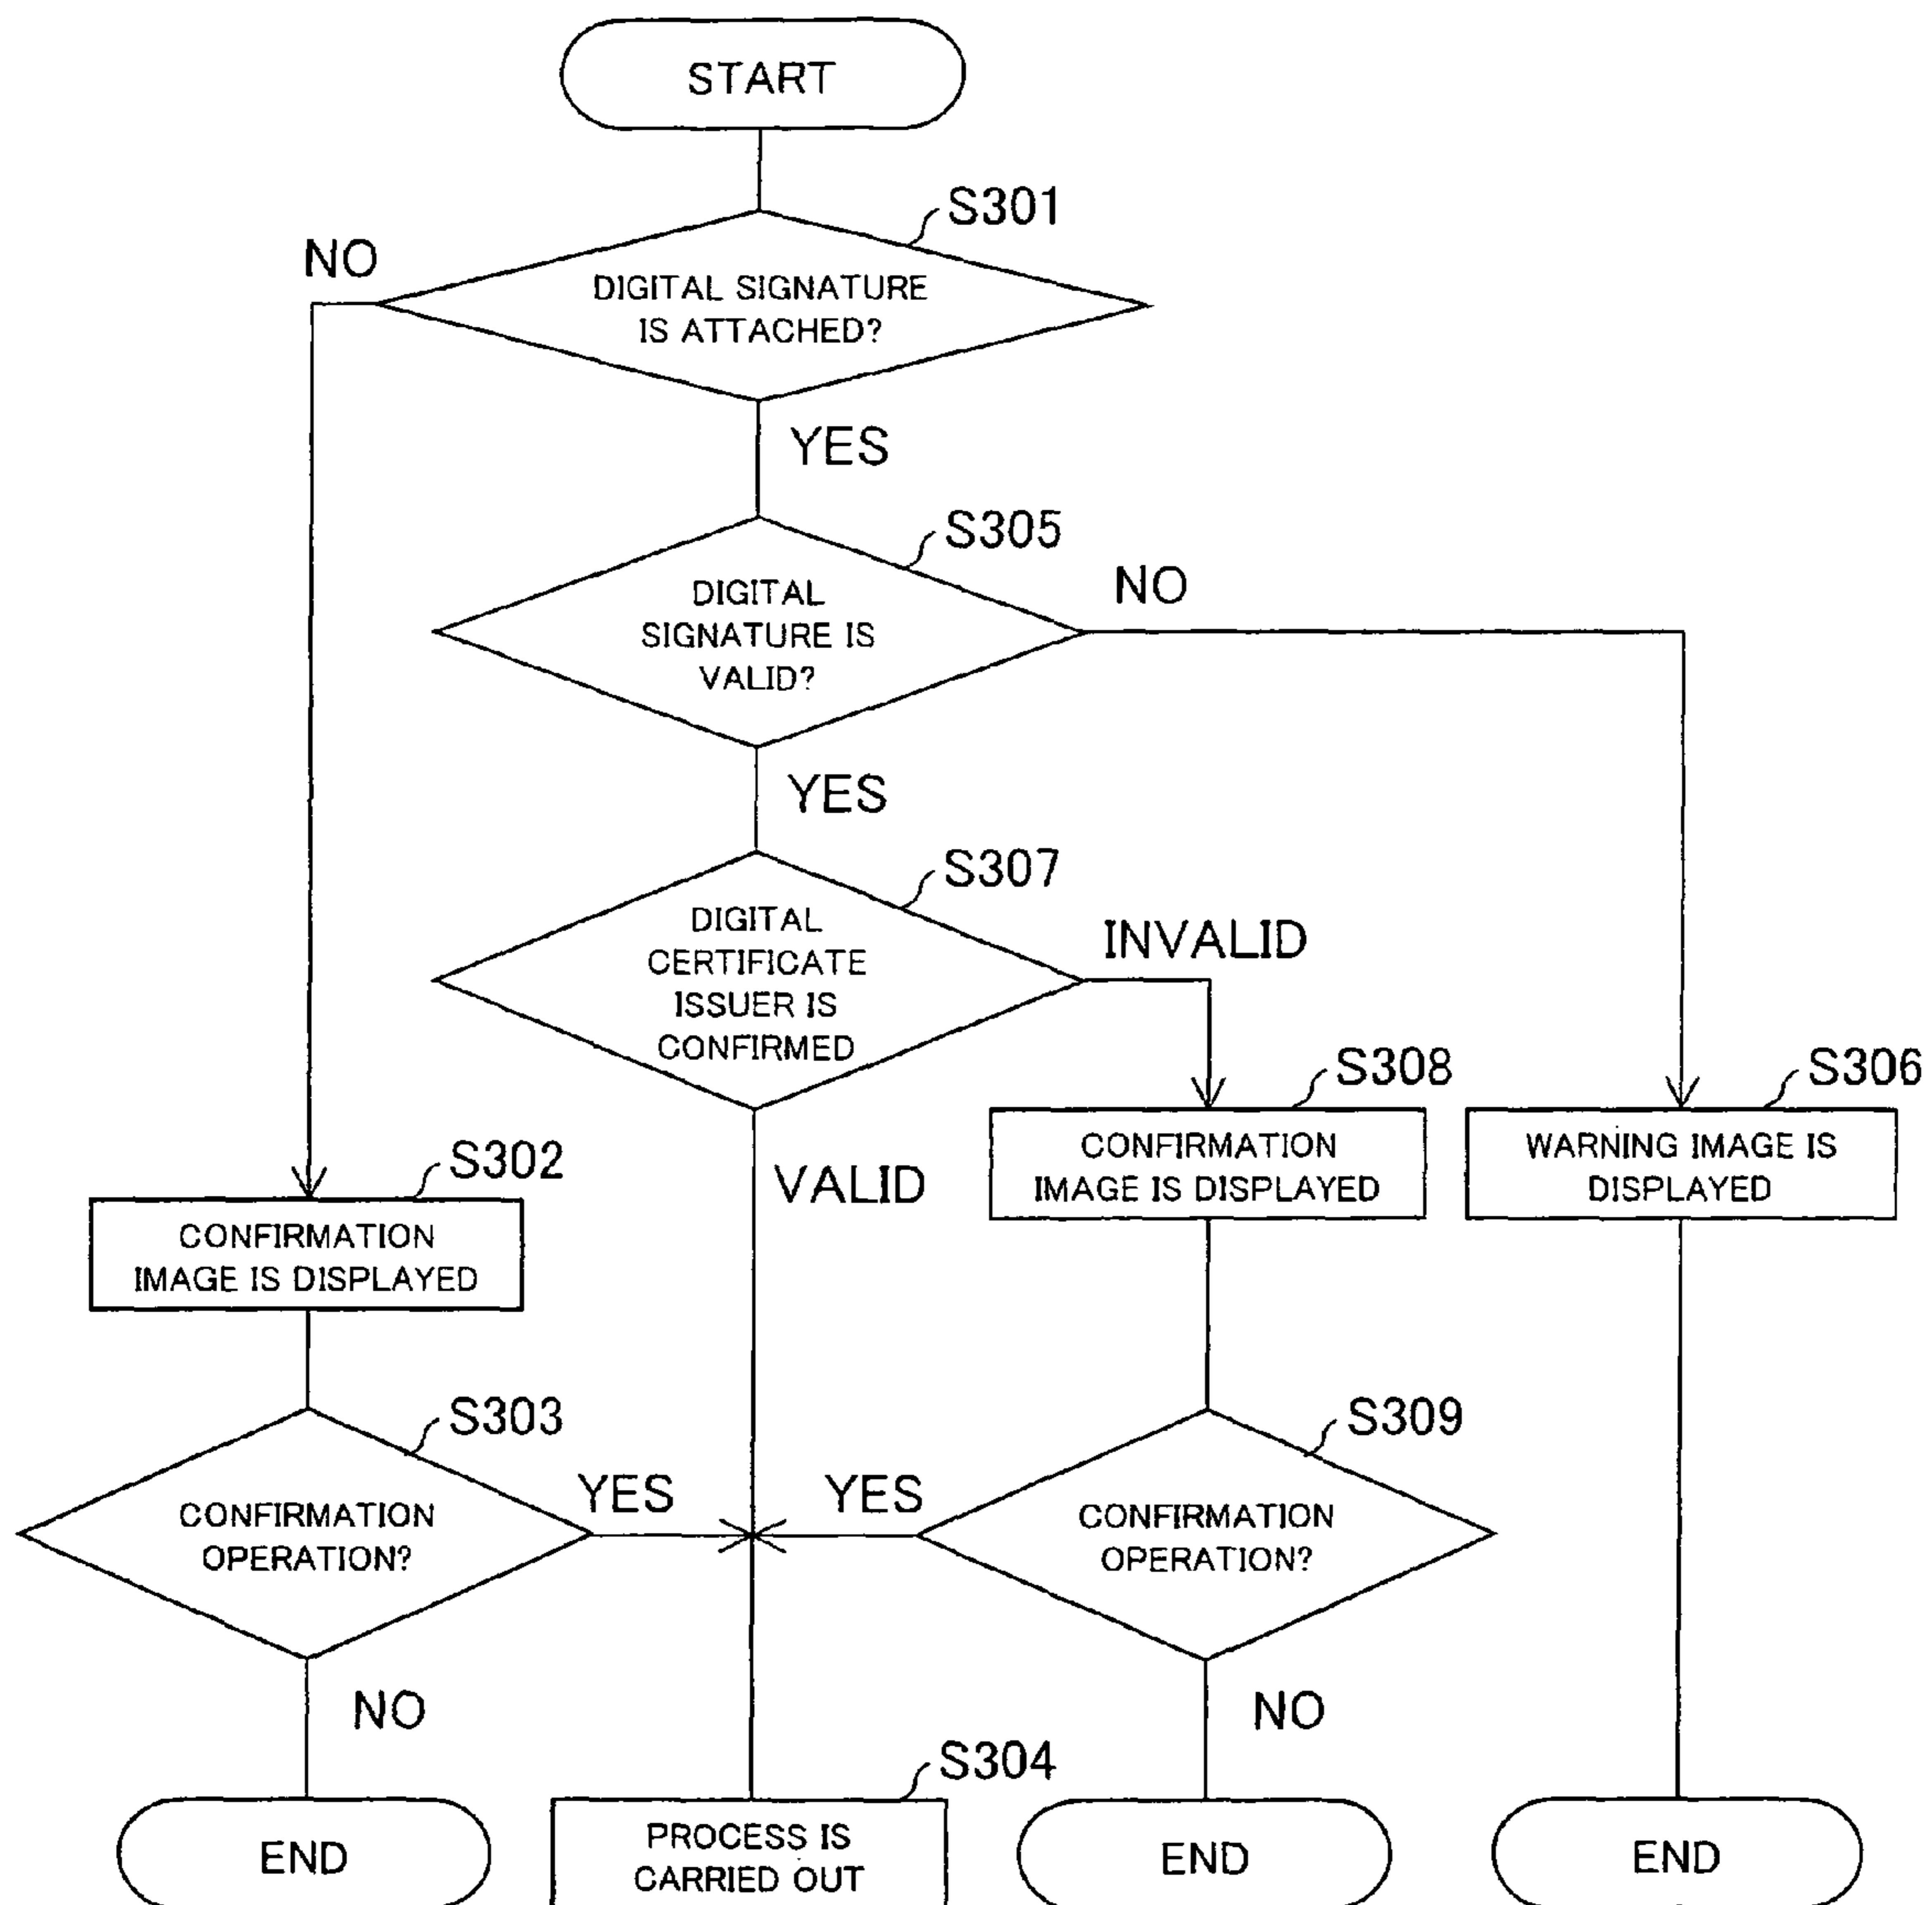 START
S301
NO
DIGITAL SIGNATURE
IS ATTACHED?
YES
S305
NO
DIGITAL
SIGNATURE IS
VALID?
YES
S307
INVALID
DIGITAL
CERTIFICATE
ISSUER IS
CONFIRMED
S308
S306
CONFIRMATION
IMAGE IS DISPLAYED
WARNING IMAGE IS
DISPLAYED
S302
VALID
CONFIRMATION
IMAGE IS DISPLAYED
S303
S309
YES
YES
CONFIRMATION
OPERATION?
CONFIRMATION
OPERATION?
NO
NO
S304
END
PROCESS IS
CARRIED OUT
END
END